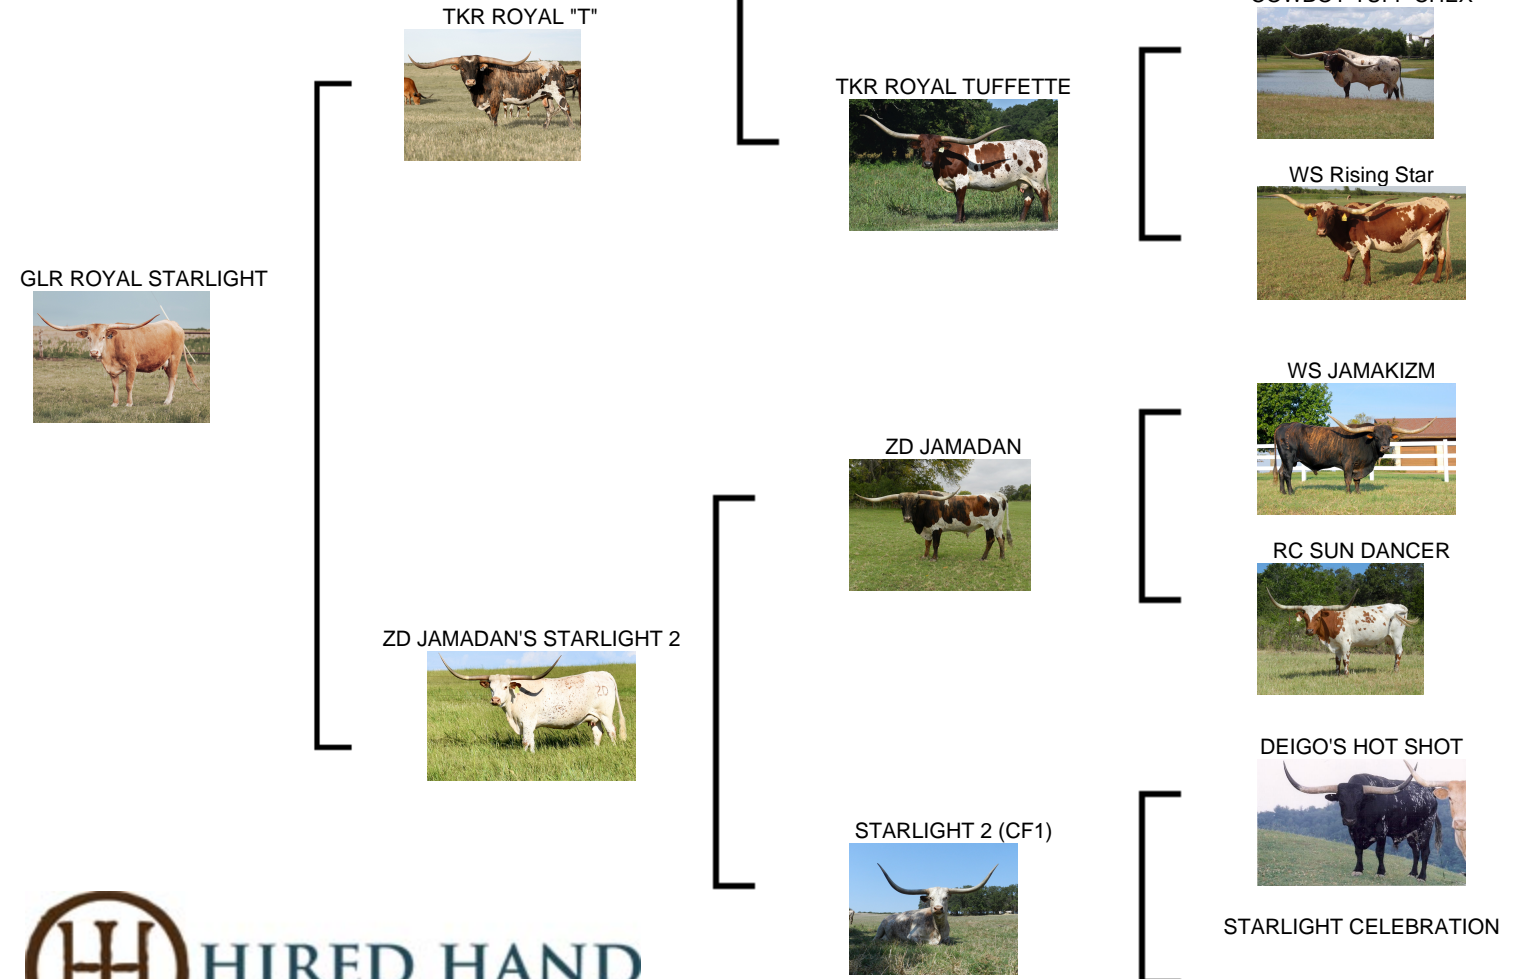 TKR ROYAL "T"
TKR ROYAL TUFFETTE
WS Rising Star
GLR ROYAL STARLIGHT
WS JAMAKIZM
ZD JAMADAN
RC SUN DANCER
ZD JAMADAN'S STARLIGHT 2
ZD
DEIGO'S HOT SHOT
STARLIGHT 2 (CF1)
STARLIGHT CELEBRATION
HIRED HAND